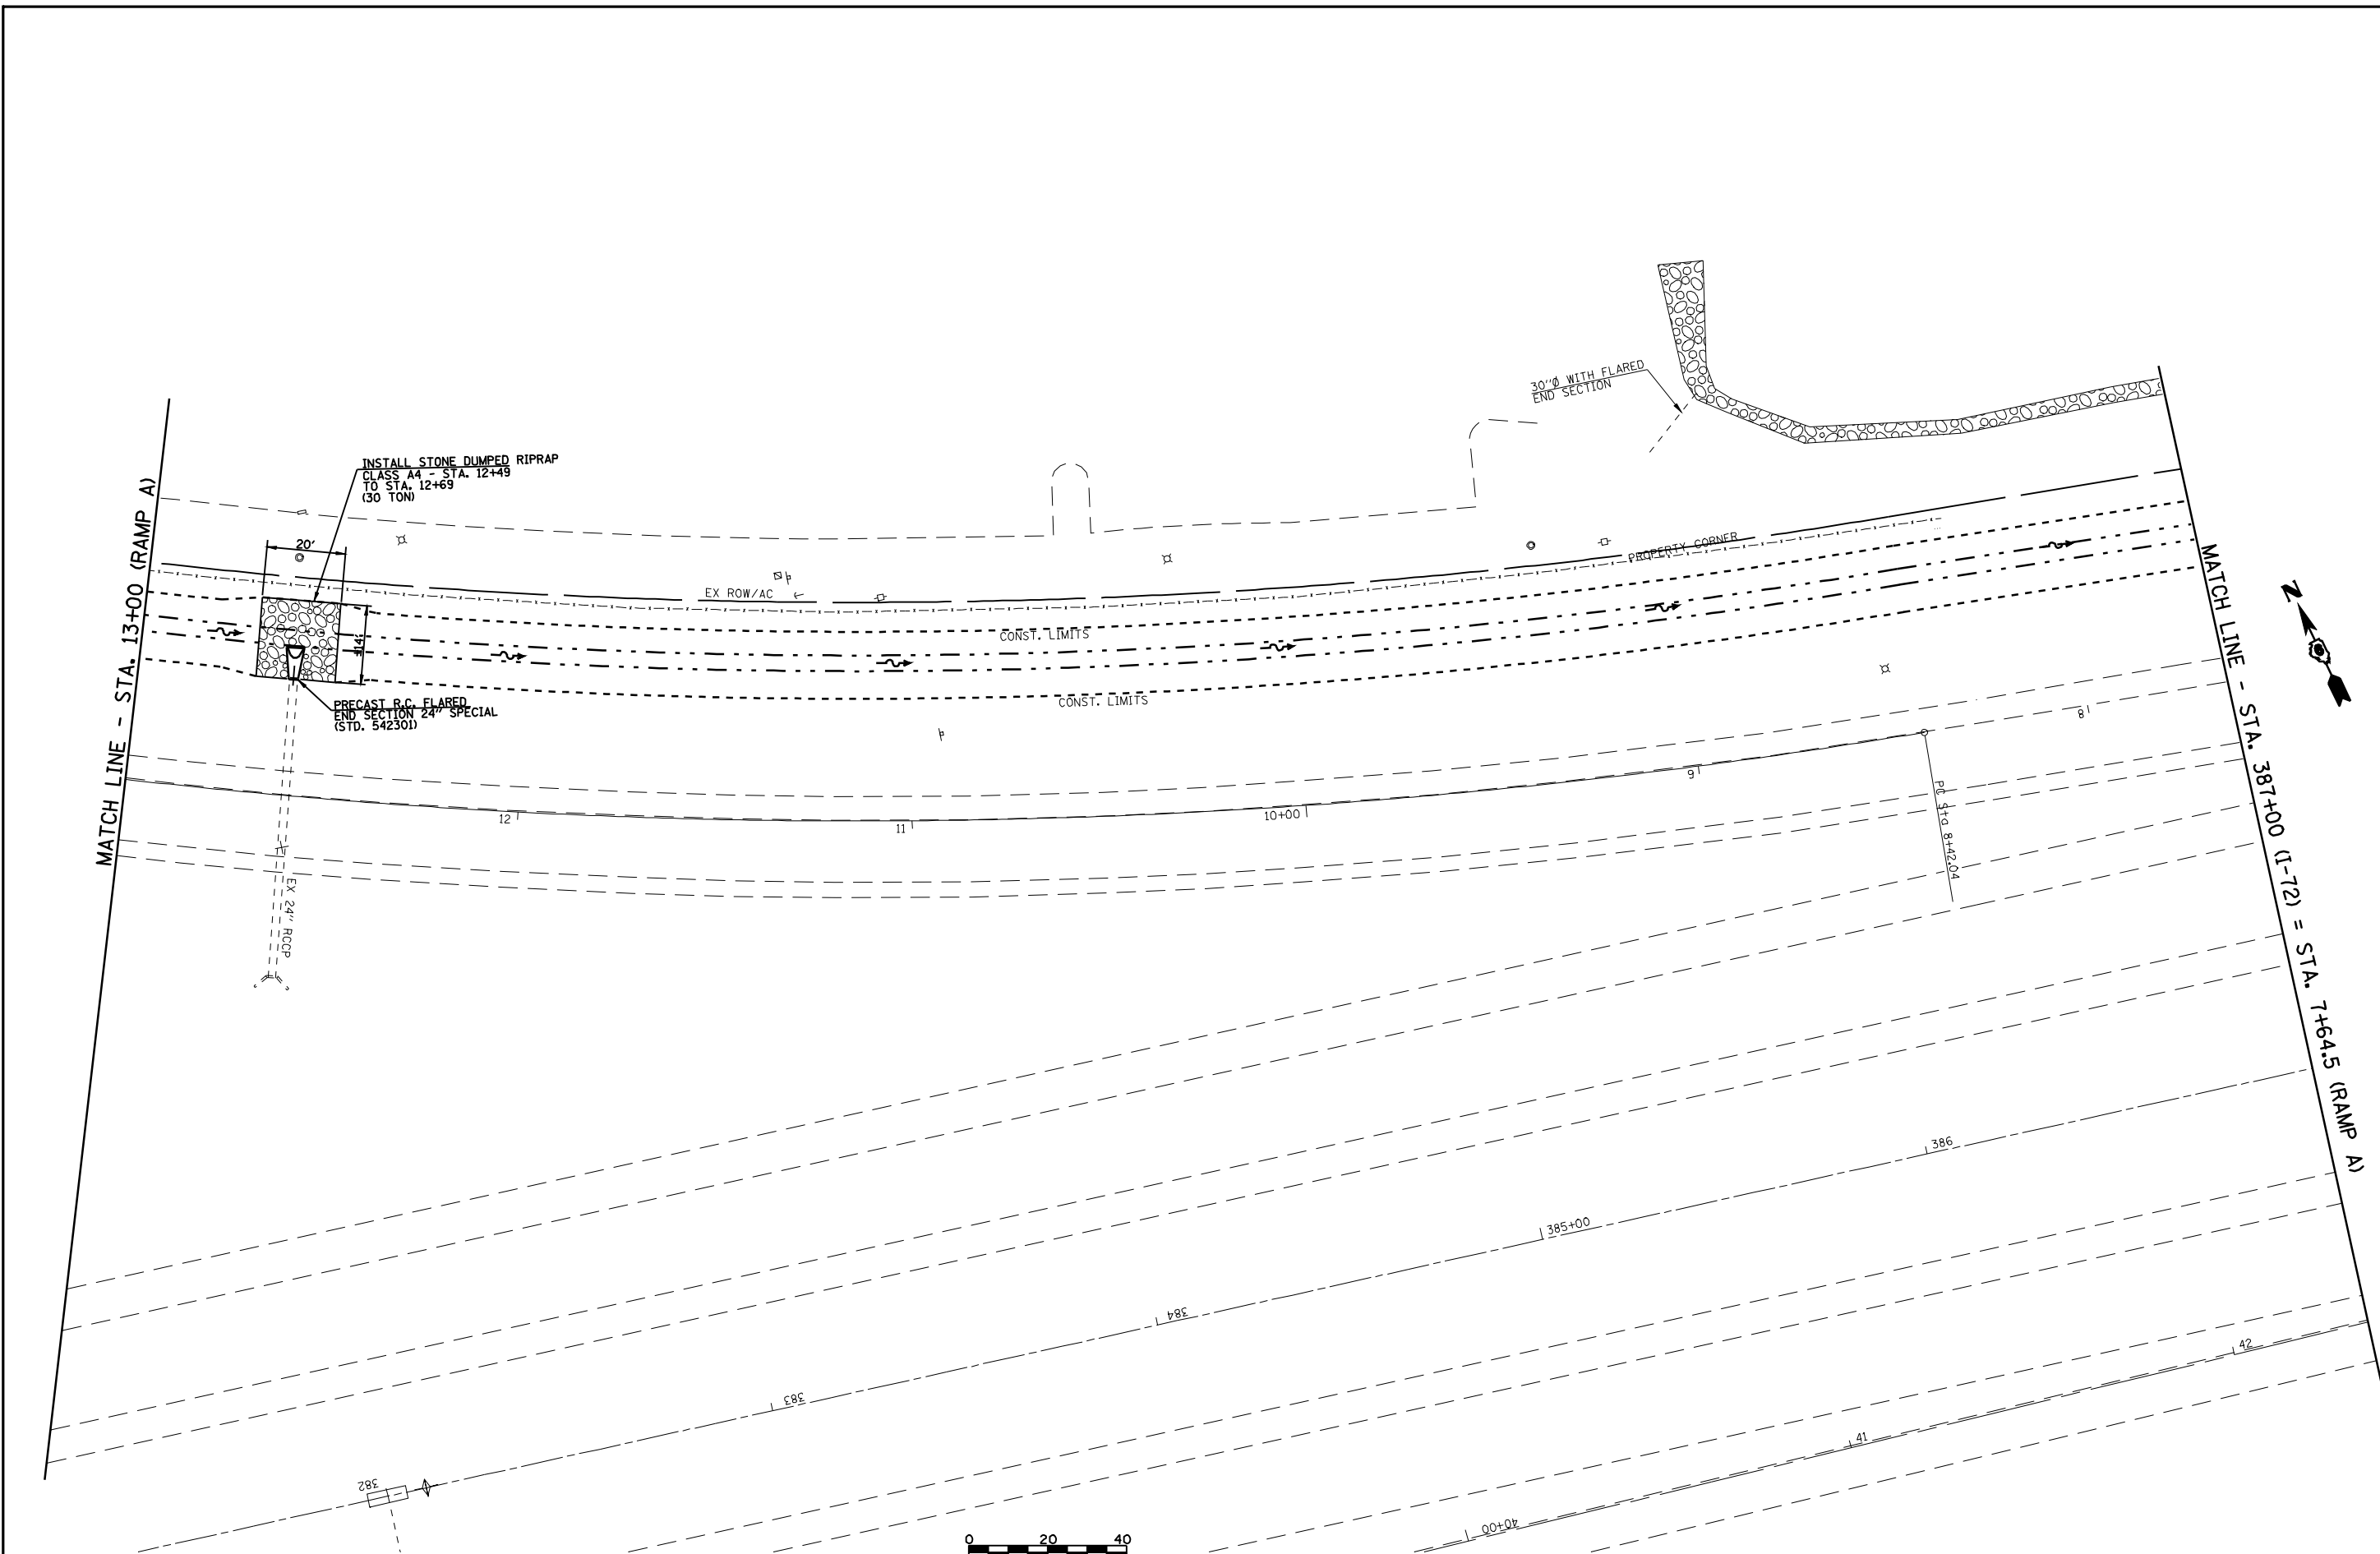 30"Ø WITH FLARED
END SECTION
INSTALL STONE DUMPED RIPRAP
CLASS A4 - STA. 12+49
TO STA. 12+69
(30 TON)
20'
EX ROW/AC
PROPERTY CORNER
CONST. LIMITS
CONST. LIMITS
PRECAST R.C. FLARED
END SECTION 24" SPECIAL
(STD. 542301)
MATCH LINE - STA. 13+00 (RAMP A)
MATCH LINE - STA. 387+00 (I-72) = STA. 7+64.5 (RAMP A)
N
8
9
10+00
11
12
PC Sta 8+42.04
EX 24" RCCP
386
385+00
384
383
382
42
41
40+00
0 20 40